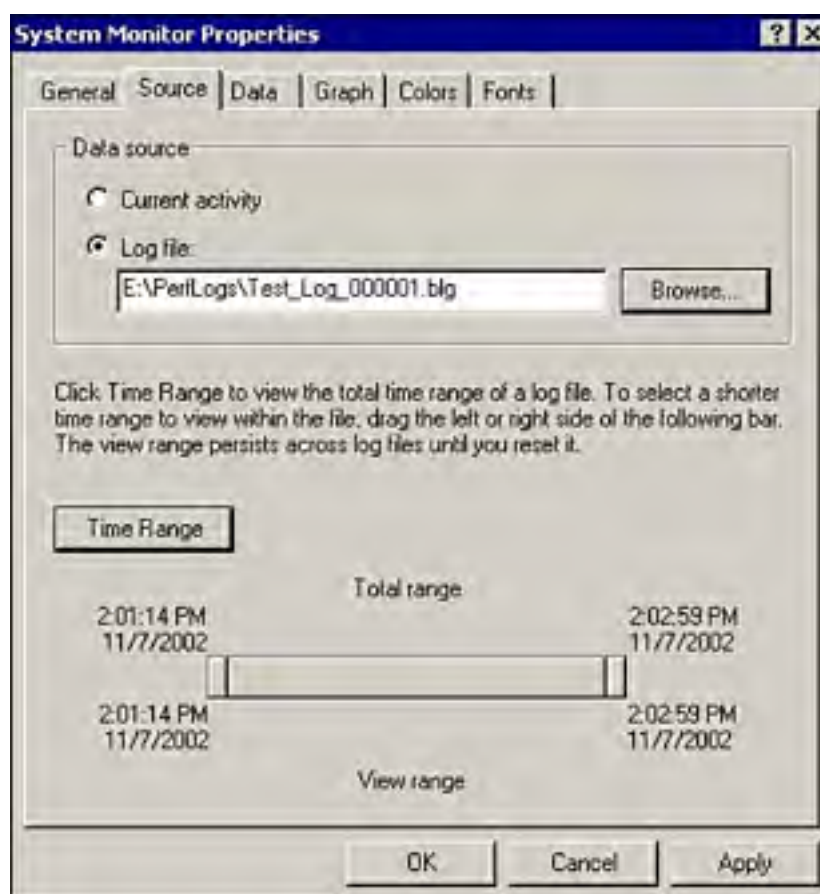 System Monitor Properties
General Source Data Graph Colors Fonts
Data source
Current activity
Log file:
E:\PerfLogs\Test_Log_000001.blg
Browse...
Click Time Range to view the total time range of a log file. To select a shorter
time range to view within the file, drag the left or right side of the following bar.
The view range persists across log files until you reset it.
Time Range
Total range
2:01:14 PM 2:02:59 PM
11/7/2002 11/7/2002
2:01:14 PM 2:02:59 PM
11/7/2002 11/7/2002
View range
OK Cancel Apply